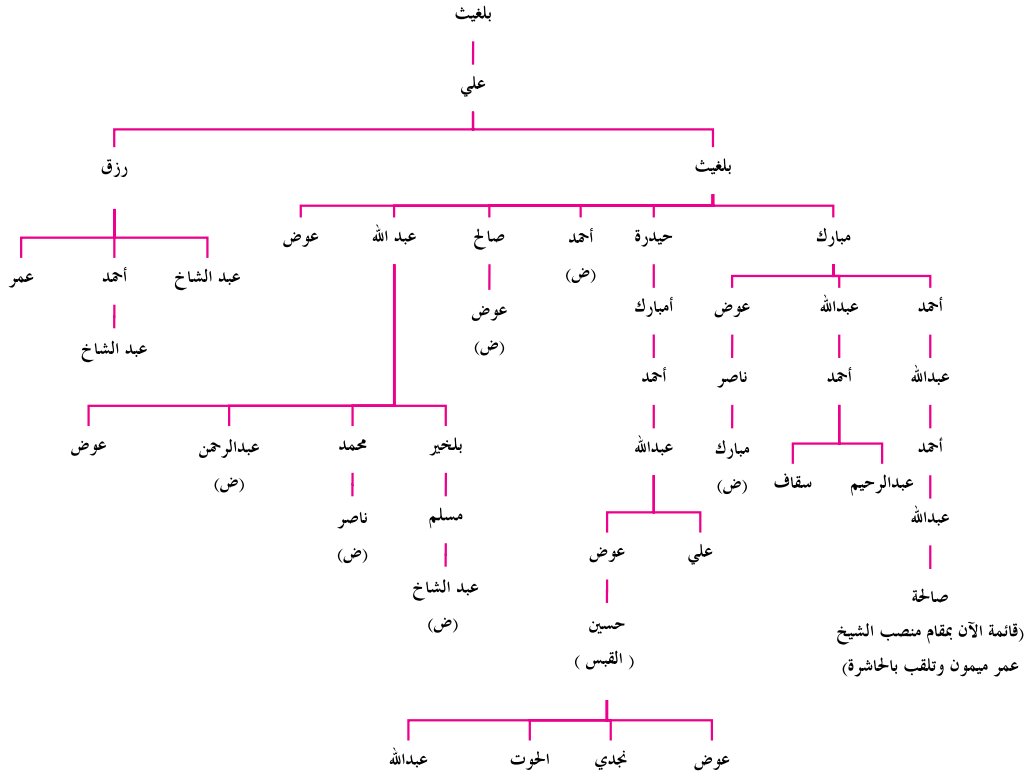 بلغيث
علي
بلغيث رزق
مبارك حيدرة أحمد صالح عبد الله عوض
(ض)
عبد الشاخ أحمد عمر
أحمد عبدالله عوض أمبارك عوض
(ض)
عبد الشاخ
عبدالله أحمد ناصر أحمد
أحمد مبارك عبدالله بلخير محمد عبدالرحمن عوض
(ض) (ض)
عبدالرحيم سقاف
عبدالله مسلم ناصر
(ض)
علي عوض
عبد الشاخ
(ض)
صالحة
(قائمة الآن بمقام منصب الشيخ
عمر ميمون وتلقب بالحاشرة)
حسين
( القبس )
عوض نجدي الحوت عبدالله